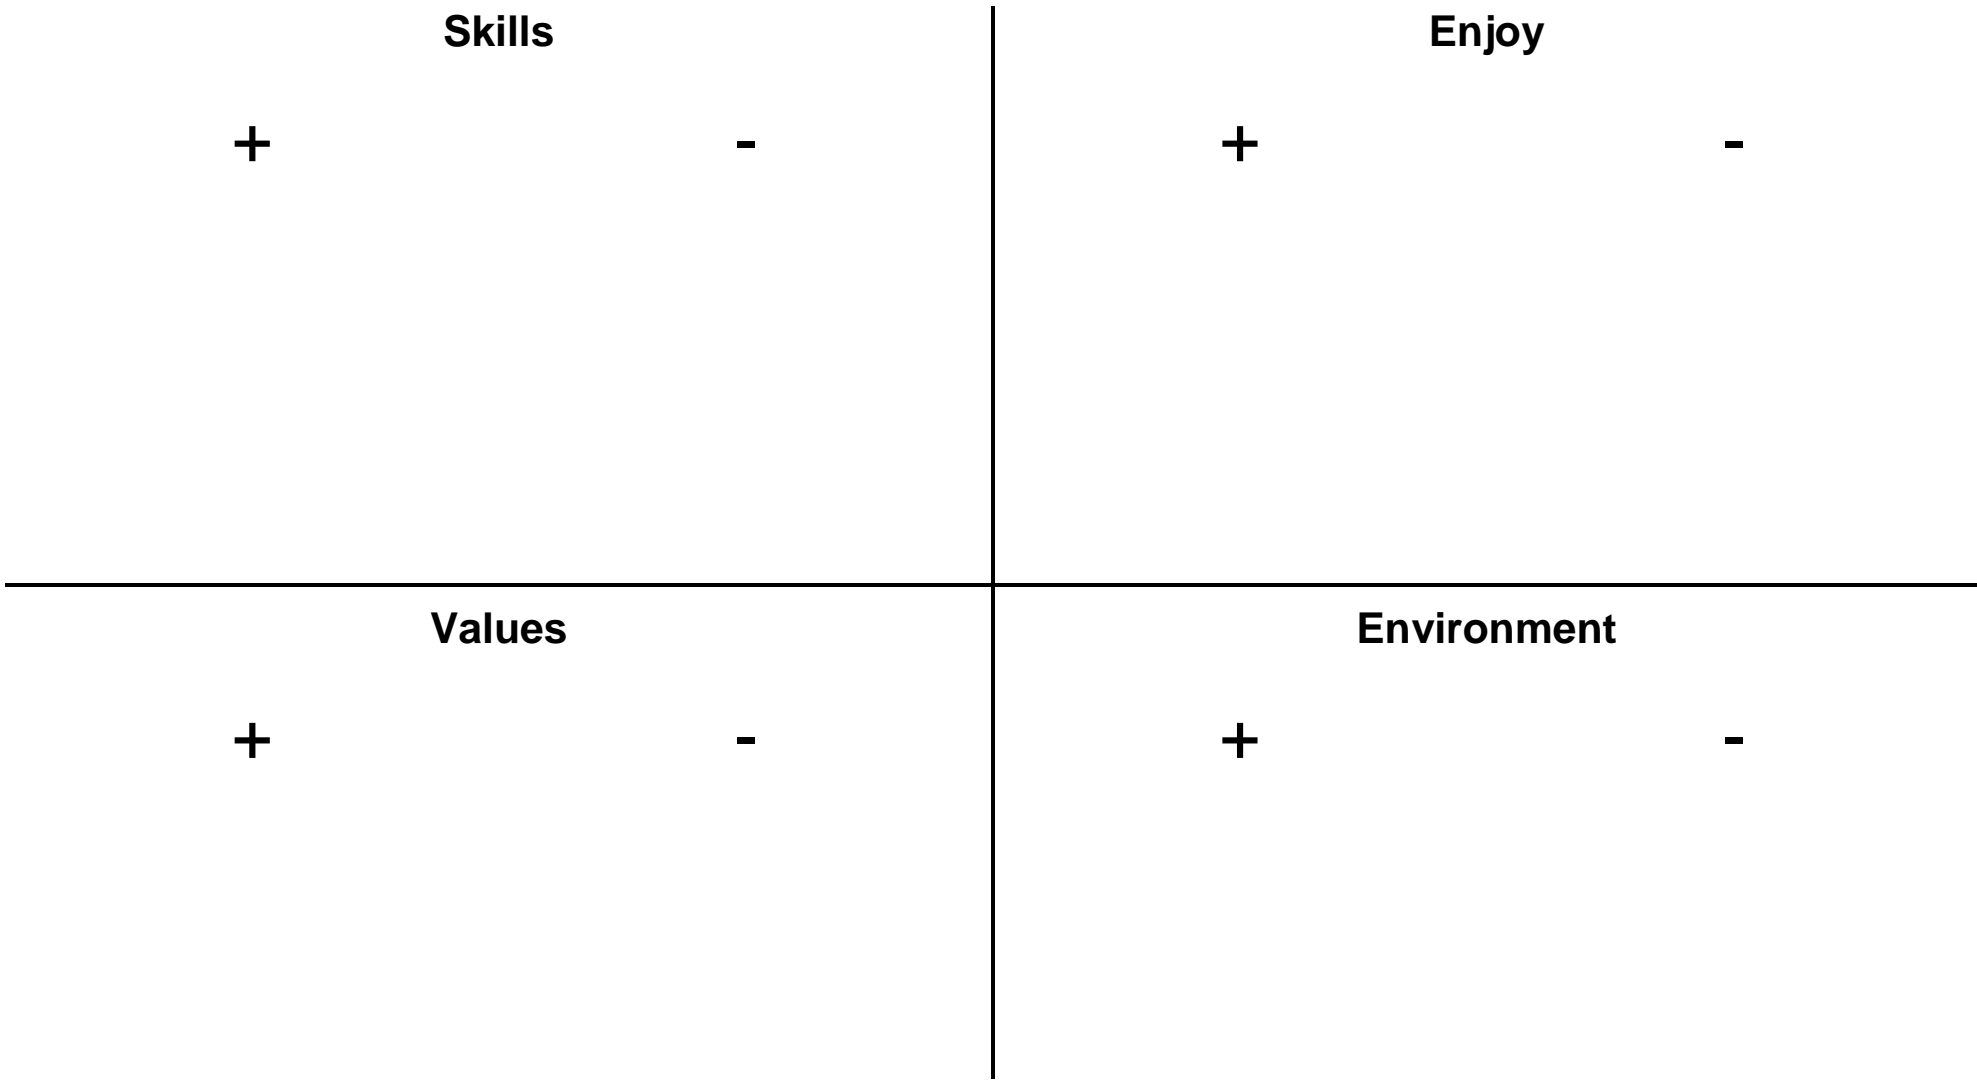 Skills
+ -
Enjoy
+ -
Values
+ -
Environment
+ -